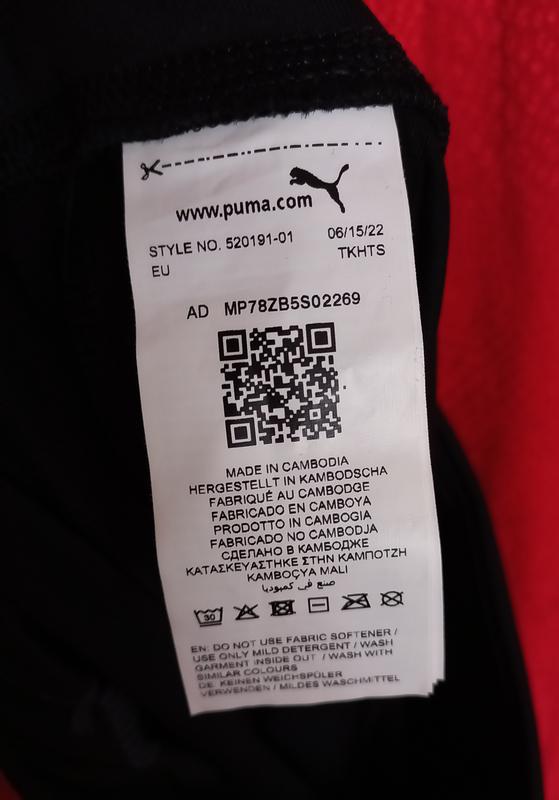 www.puma.com
STYLE NO. 520191-01 06/15/22
EU TKHTS
AD MP78ZB5S02269
MADE IN CAMBODIA
HERGESTELLT IN KAMBODSCHA
FABRIQUÉ AU CAMBODGE
FABRICADO EN CAMBOYA
PRODOTTO IN CAMBOGIA
FABRICADO NO CAMBODJA
СДЕЛАНО В КАМБОДЖЕ
ΚΑΤΑΣΚΕΥΑΣΤΗΚΕ ΣΤΗΝ ΚΑΜΠΟΤΖΗ
KAMBOÇYA MALI
صنع في كمبوديا
30
EN: DO NOT USE FABRIC SOFTENER /
USE ONLY MILD DETERGENT / WASH
GARMENT INSIDE OUT / WASH WITH
SIMILAR COLOURS
DE: KEINEN WEICHSPÜLER
VERWENDEN / MILDES WASCHMITTEL